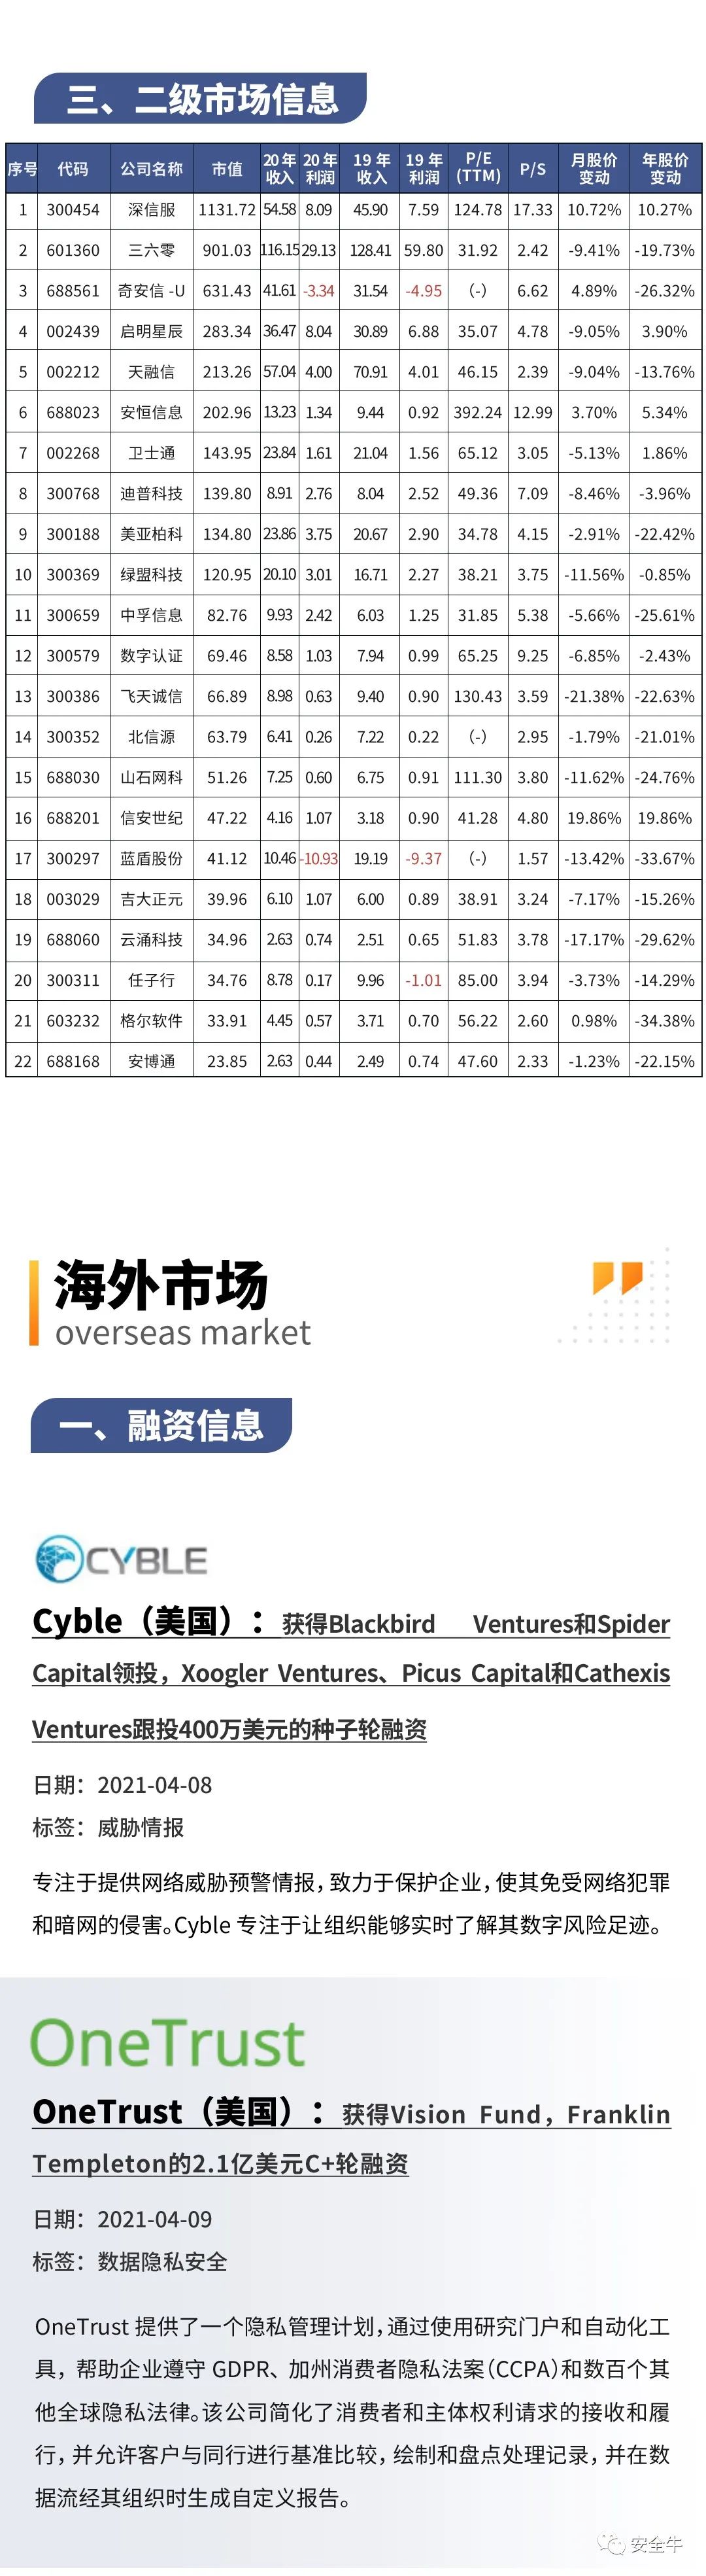 三、二级市场信息
序号 代码 公司名称 市值 20年收入 20年利润 19年收入 19年利润 P/E(TTM) P/S 月股价变动 年股价变动
1 300454 深信服 1131.72 54.58 8.09 45.90 7.59 124.78 17.33 10.72% 10.27%
2 601360 三六零 901.03 116.15 29.13 128.41 59.80 31.92 2.42 -9.41% -19.73%
3 688561 奇安信-U 631.43 41.61 -3.34 31.54 -4.95 (-) 6.62 4.89% -26.32%
4 002439 启明星辰 283.34 36.47 8.04 30.89 6.88 35.07 4.78 -9.05% 3.90%
5 002212 天融信 213.26 57.04 4.00 70.91 4.01 46.15 2.39 -9.04% -13.76%
6 688023 安恒信息 202.96 13.23 1.34 9.44 0.92 392.24 12.99 3.70% 5.34%
7 002268 卫士通 143.95 23.84 1.61 21.04 1.56 65.12 3.05 -5.13% 1.86%
8 300768 迪普科技 139.80 8.91 2.76 8.04 2.52 49.36 7.09 -8.46% -3.96%
9 300188 美亚柏科 134.80 23.86 3.75 20.67 2.90 34.78 4.15 -2.91% -22.42%
10 300369 绿盟科技 120.95 20.10 3.01 16.71 2.27 38.21 3.75 -11.56% -0.85%
11 300659 中孚信息 82.76 9.93 2.42 6.03 1.25 31.85 5.38 -5.66% -25.61%
12 300579 数字认证 69.46 8.58 1.03 7.94 0.99 65.25 9.25 -6.85% -2.43%
13 300386 飞天诚信 66.89 8.98 0.63 9.40 0.90 130.43 3.59 -21.38% -22.63%
14 300352 北信源 63.79 6.41 0.26 7.22 0.22 (-) 2.95 -1.79% -21.01%
15 688030 山石网科 51.26 7.25 0.60 6.75 0.91 111.30 3.80 -11.62% -24.76%
16 688201 信安世纪 47.22 4.16 1.07 3.18 0.90 41.28 4.80 19.86% 19.86%
17 300297 蓝盾股份 41.12 10.46 -10.93 19.19 -9.37 (-) 1.57 -13.42% -33.67%
18 003029 吉大正元 39.96 6.10 1.07 6.00 0.89 38.91 3.24 -7.17% -15.26%
19 688060 云涌科技 34.96 2.63 0.74 2.51 0.65 51.83 3.78 -17.17% -29.62%
20 300311 任子行 34.76 8.78 0.17 9.96 -1.01 85.00 3.94 -3.73% -14.29%
21 603232 格尔软件 33.91 4.45 0.57 3.71 0.70 56.22 2.60 0.98% -34.38%
22 688168 安博通 23.85 2.63 0.44 2.49 0.74 47.60 2.33 -1.23% -22.15%
海外市场
overseas market
一、融资信息
CYBLE
Cyble（美国）：获得Blackbird Ventures和Spider
Capital领投，Xoogler Ventures、Picus Capital和Cathexis
Ventures跟投400万美元的种子轮融资
日期：2021-04-08
标签：威胁情报
专注于提供网络威胁预警情报，致力于保护企业，使其免受网络犯罪
和暗网的侵害。Cyble 专注于让组织能够实时了解其数字风险足迹。
OneTrust
OneTrust（美国）：获得Vision Fund，Franklin
Templeton的2.1亿美元C+轮融资
日期：2021-04-09
标签：数据隐私安全
OneTrust 提供了一个隐私管理计划，通过使用研究门户和自动化工
具，帮助企业遵守 GDPR、加州消费者隐私法案（CCPA）和数百个其
他全球隐私法律。该公司简化了消费者和主体权利请求的接收和履
行，并允许客户与同行进行基准比较，绘制和盘点处理记录，并在数
据流经其组织时生成自定义报告。
安全牛